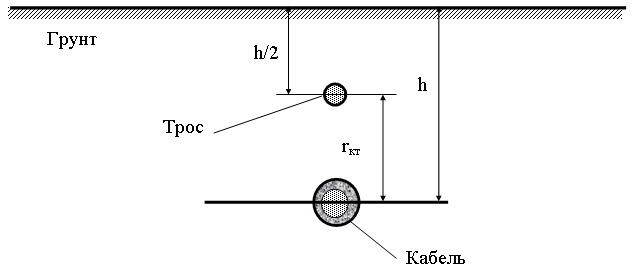 Грунт
h/2
h
Трос
rкт
Кабель